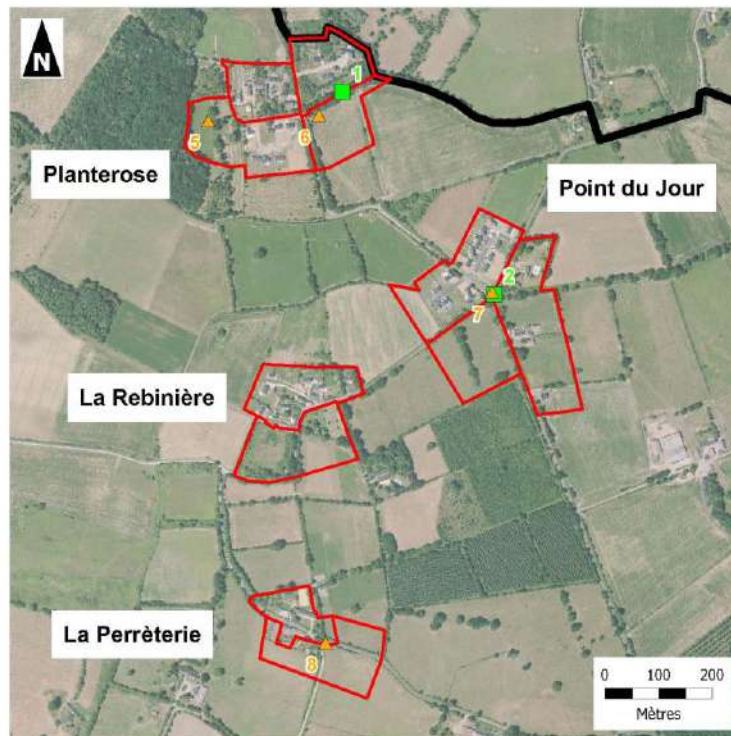 N
1
5
6
Planterose
Point du Jour
2
7
La Rebinière
La Perrèterie
8
0 100 200
Mètres